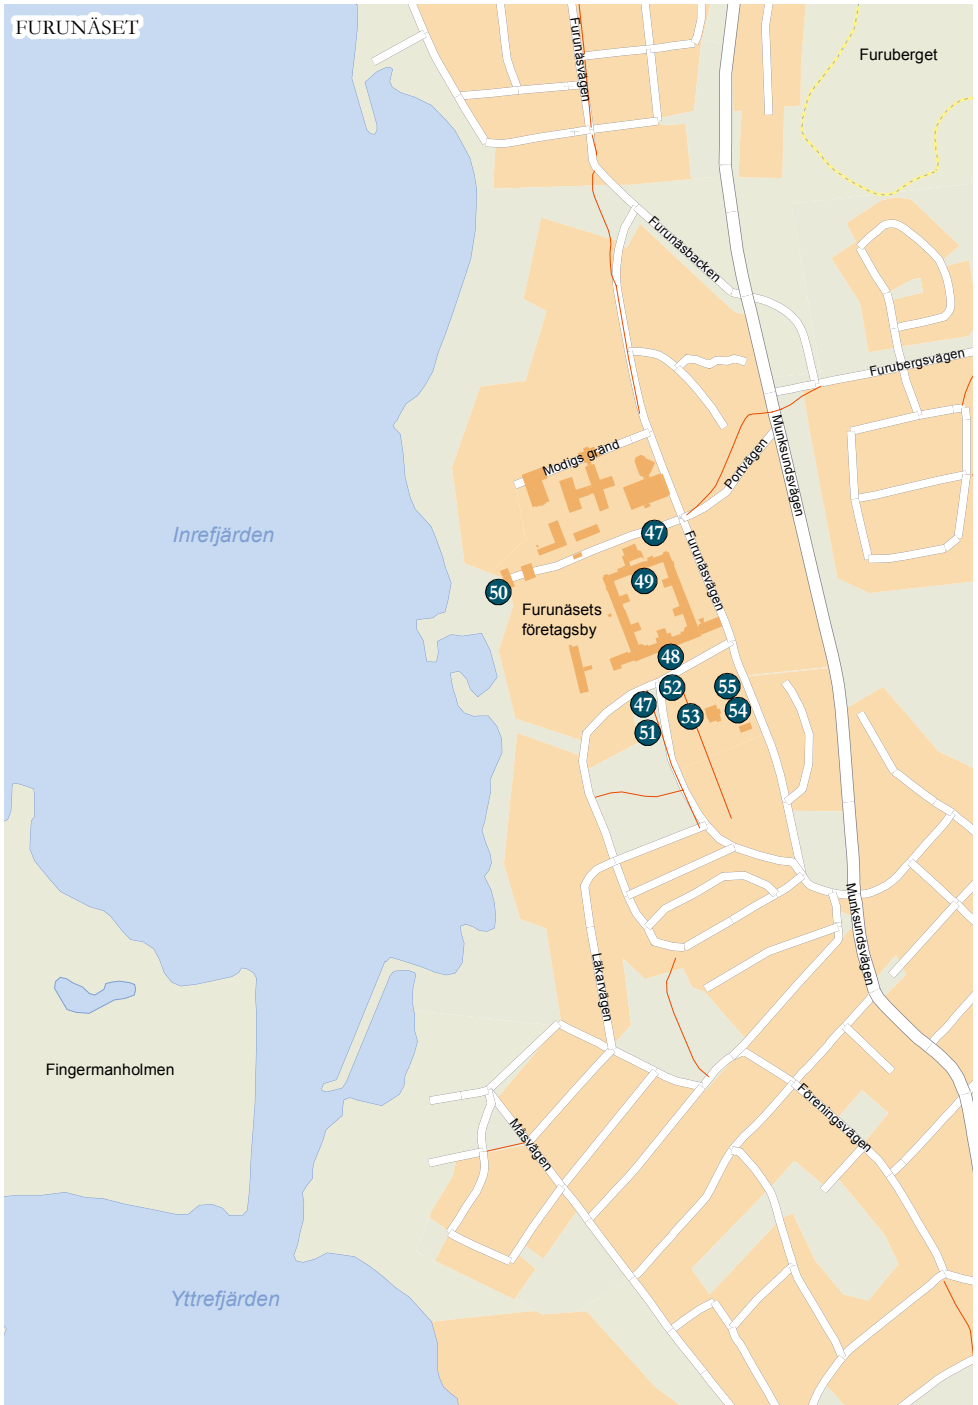 FURUNÄSET
Furunäsvägen
Furuberget
Furunäsbacken
Furubergsvägen
Munksundsvägen
Modigs gränd
Portvägen
Inrefjärden
47
Furunäsvägen
49
50
Furunäsets
företagsby
48
52
55
47
53
54
51
Munksundsvägen
Läkarvägen
Fingermanholmen
Föreningsvägen
Måsvägen
Yttrefjärden